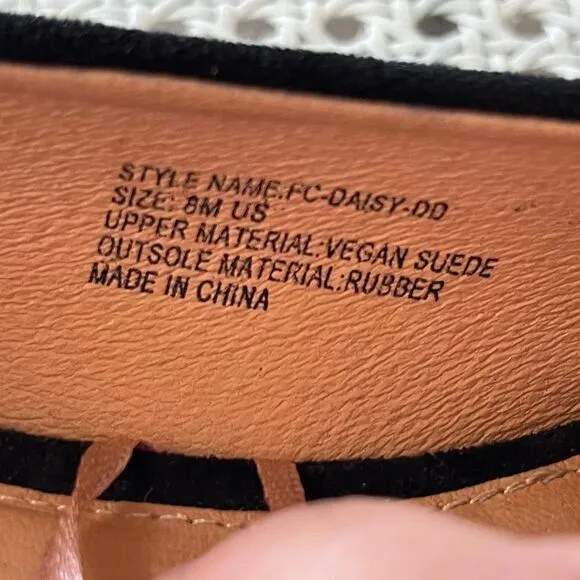 STYLE NAME:FC-DAISY-DD
SIZE: 8M US
UPPER MATERIAL:VEGAN SUEDE
OUTSOLE MATERIAL:RUBBER
MADE IN CHINA